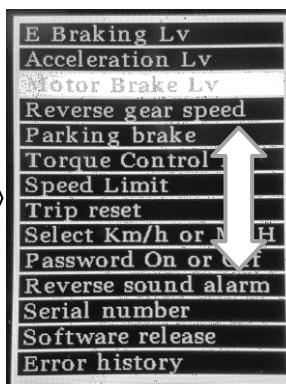 E Braking Lv
Acceleration Lv
Motor Brake Lv
Reverse gear speed
Parking brake
Torque Control
Speed Limit
Trip reset
Select Km/h or M H
Password On or Off
Reverse sound alarm
Serial number
Software release
Error history